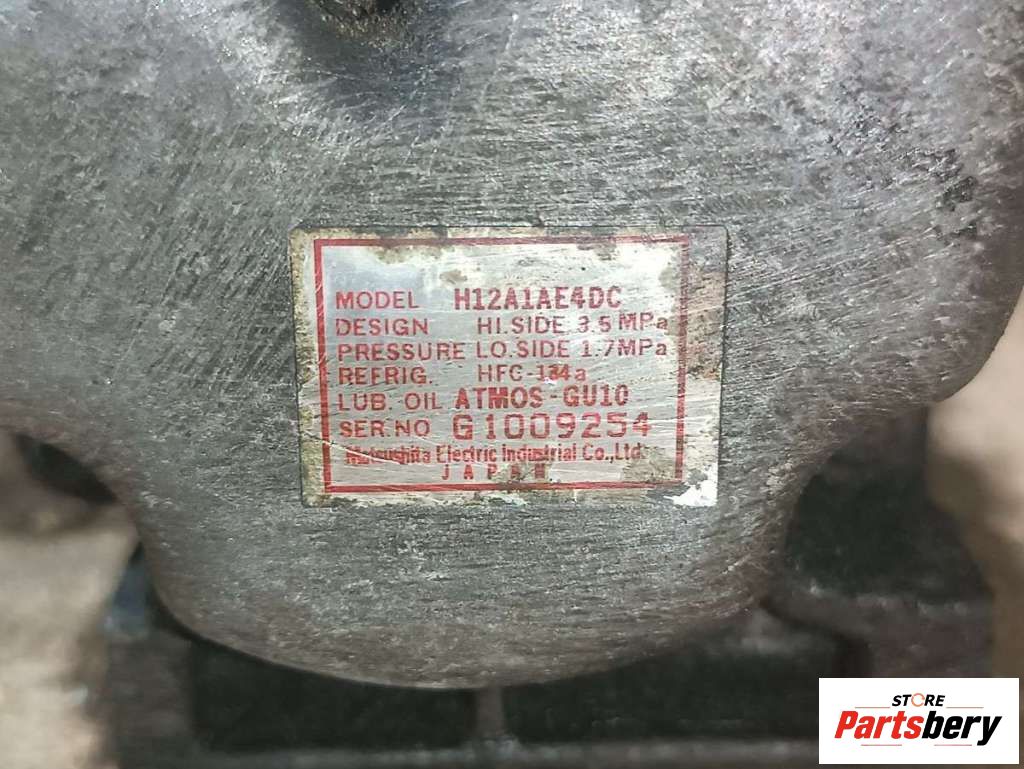 MODEL H12A1AE4DC
DESIGN HI.SIDE 3.5 MPa
PRESSURE LO.SIDE 1.7MPa
REFRIG. HFC-134a
LUB. OIL ATMOS-GU10
SER.NO G1009254
Matsushita Electric Industrial Co.,Ltd.
JAPAN
STORE
Partsbery